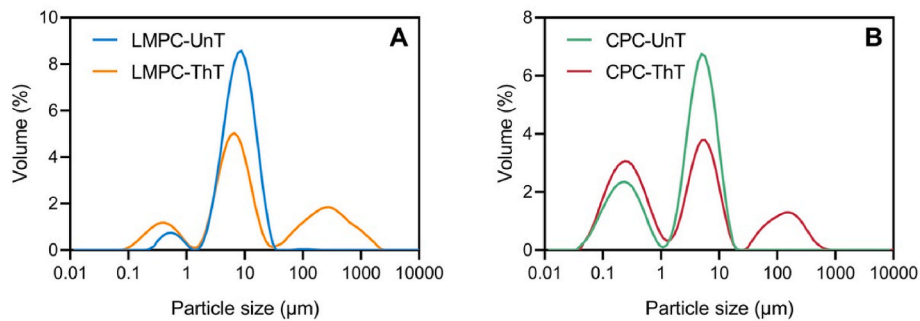 A
LMPC-UnT
LMPC-ThT
Volume (%)
10
8
6
4
2
0
0.01 0.1 1 10 100 1000 10000
Particle size (µm)
B
CPC-UnT
CPC-ThT
Volume (%)
8
6
4
2
0
0.01 0.1 1 10 100 1000 10000
Particle size (µm)